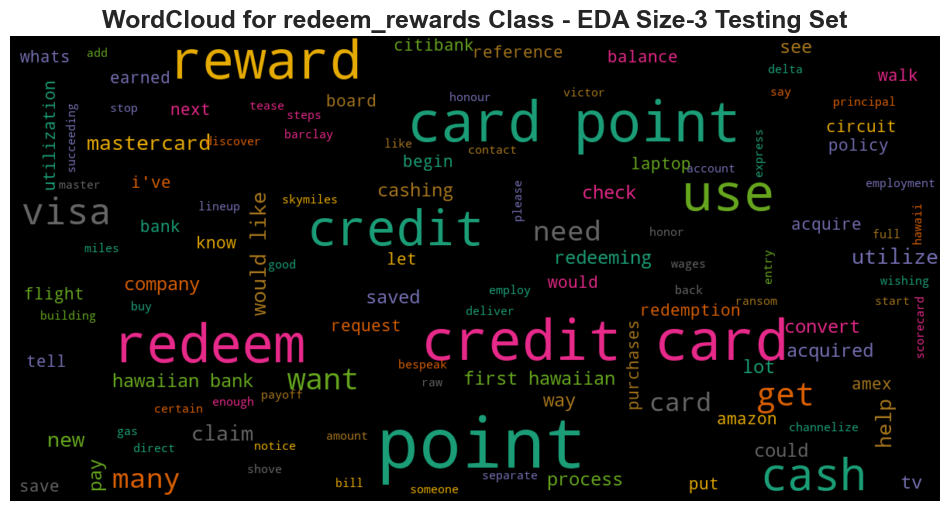 WordCloud for redeem_rewards Class - EDA Size-3 Testing Set
whats add reward citibank reference balance see
earned delta walk
utilization succeeding stop next tease steps board honour victor card point say principal
mastercard discover barclay like contact begin laptop account express circuit policy
master i've cashing check use employment
visa lineup skymiles please acquire
bank know would like credit need honor full hawaii
miles good let redeeming wages entry utilize
flight company saved employ would back wishing
building buy deliver ransom redemption start scorecard
tell redeem request credit card convert acquired
hawaiian bank want bespeak raw first hawaiian purchases lot amex
certain enough payoff way card get help
new gas direct claim notice amount point amazon channelize could
save pay many shove bill someone separate process put cash tv